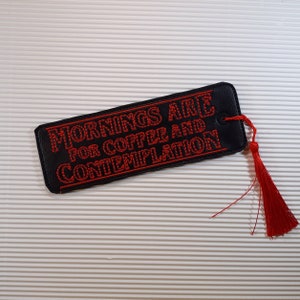 MORNINGS ARE
FOR COFFEE AND
CONTEMPLATION